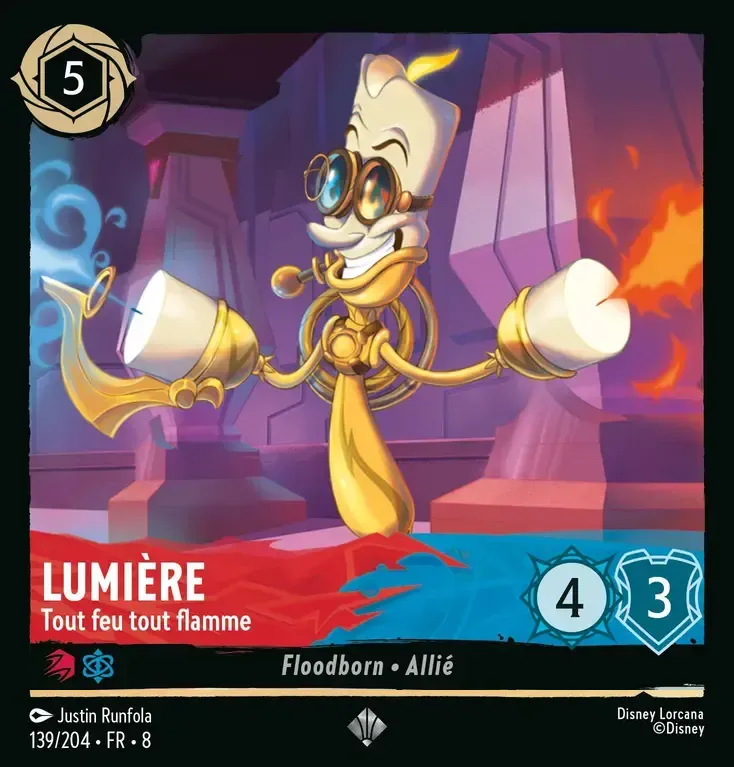 5
LUMIÈRE
Tout feu tout flamme
4
3
Floodborn • Allié
Justin Runfola
139/204 • FR • 8
Disney Lorcana
©Disney